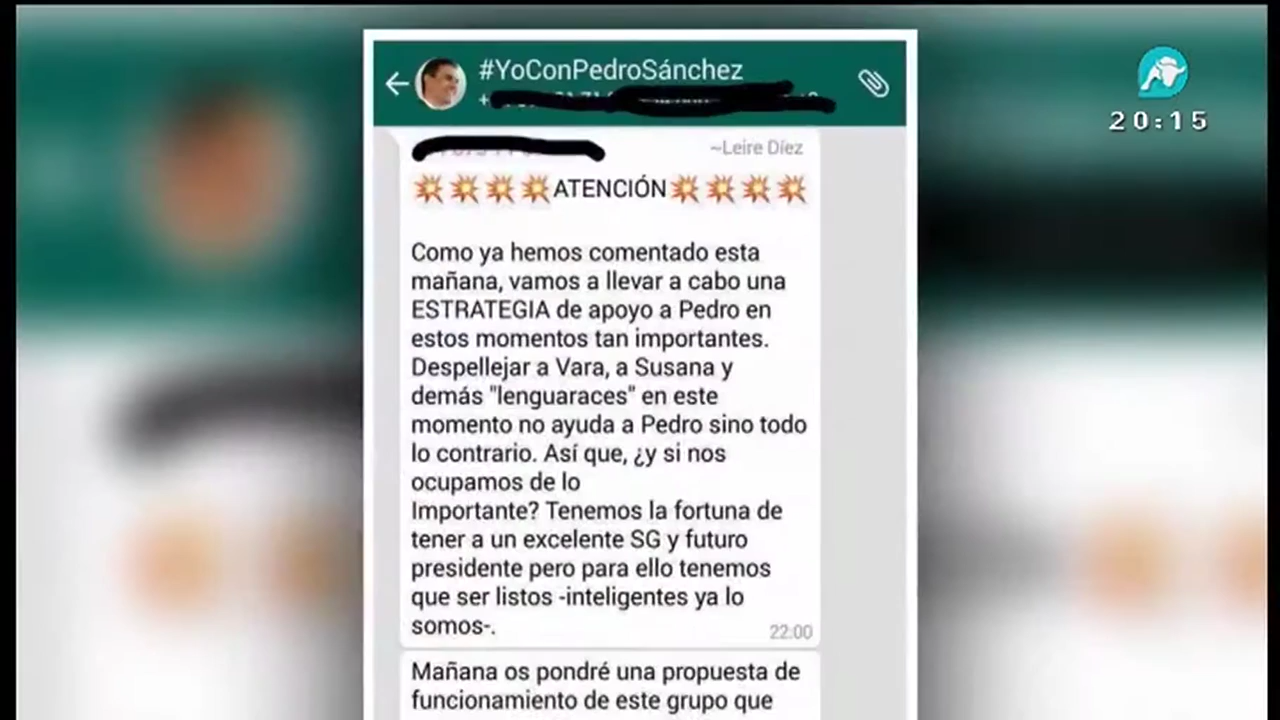 #YoConPedroSánchez
20:15
~Leire Díez
💥💥💥💥ATENCIÓN💥💥💥💥
Como ya hemos comentado esta
mañana, vamos a llevar a cabo una
ESTRATEGIA de apoyo a Pedro en
estos momentos tan importantes.
Despellejar a Vara, a Susana y
demás "lenguaraces" en este
momento no ayuda a Pedro sino todo
lo contrario. Así que, ¿y si nos
ocupamos de lo
Importante? Tenemos la fortuna de
tener a un excelente SG y futuro
presidente pero para ello tenemos
que ser listos -inteligentes ya lo
somos-.
22:00
Mañana os pondré una propuesta de
funcionamiento de este grupo que